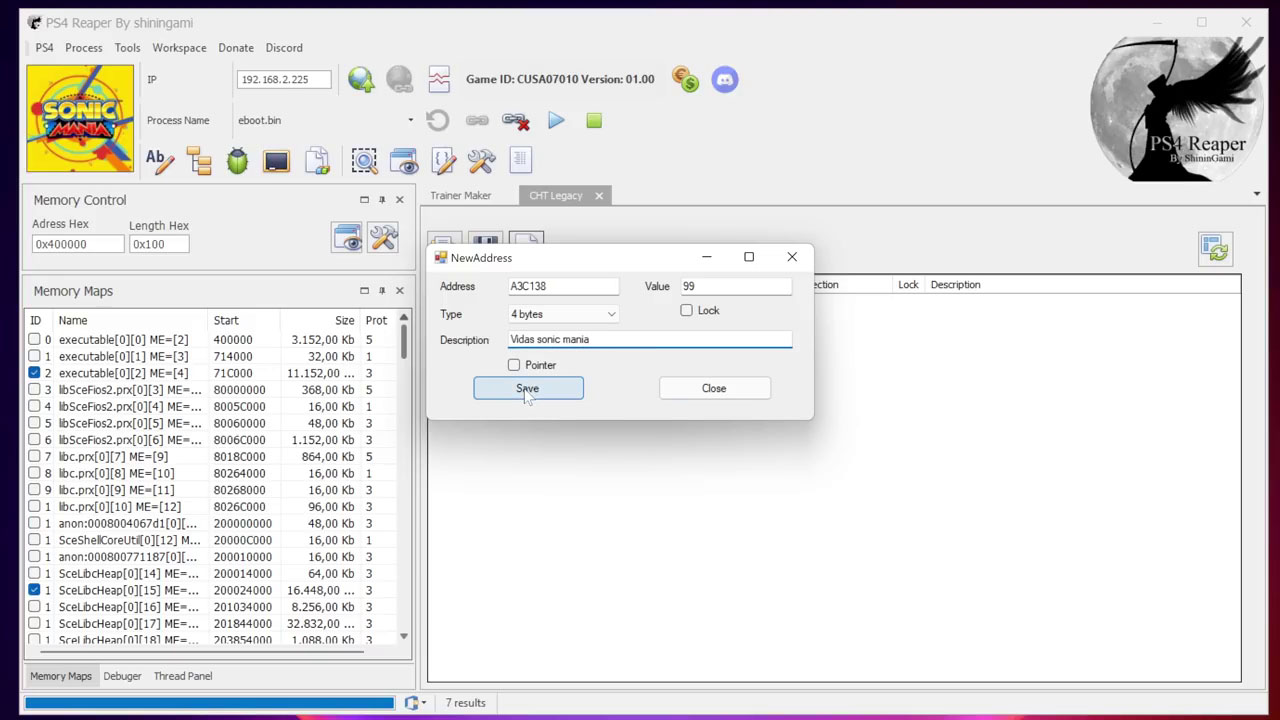 PS4 Reaper By shiningami
PS4 Process Tools Workspace Donate Discord
SONIC
MANIA
IP 192.168.2.225 Game ID: CUSA07010 Version: 01.00
Process Name eboot.bin
Ab
PS4 Reaper
By ShininGami
Memory Control
Adress Hex Length Hex
0x400000 0x100
Trainer Maker CHT Legacy
Memory Maps
ID Name Start Size Prot
0 executable[0][0] ME=[2] 400000 3.152,00 Kb 5
1 executable[0][1] ME=[3] 714000 32,00 Kb 1
2 executable[0][2] ME=[4] 71C000 11.152,00 ... 3
3 libSceFios2.prx[0][3] ME=... 80000000 368,00 Kb 5
4 libSceFios2.prx[0][4] ME=... 8005C000 16,00 Kb 1
5 libSceFios2.prx[0][5] ME=... 80060000 48,00 Kb 3
6 libSceFios2.prx[0][6] ME=... 8006C000 1.152,00 Kb 3
7 libc.prx[0][7] ME=[9] 8018C000 864,00 Kb 5
8 libc.prx[0][8] ME=[10] 80264000 16,00 Kb 1
9 libc.prx[0][9] ME=[11] 80268000 16,00 Kb 3
1 libc.prx[0][10] ME=[12] 8026C000 96,00 Kb 3
1 anon:0008004067d1[0][... 200000000 48,00 Kb 3
1 SceShellCoreUtil[0][12] M... 20000C000 16,00 Kb 1
1 anon:000800771187[0][... 200010000 16,00 Kb 3
1 SceLibcHeap[0][14] ME=... 200014000 64,00 Kb 3
1 SceLibcHeap[0][15] ME=... 200024000 16.448,00 ... 3
1 SceLibcHeap[0][16] ME=... 201034000 8.256,00 Kb 3
1 SceLibcHeap[0][17] ME=... 201844000 32.832,00 ... 3
1 SceLibcHeap[0][18] ME=... 203854000 1.088,00 Kb 3
Memory Maps Debuger Thread Panel
7 results
ction Lock Description
NewAddress
Address A3C138 Value 99
Type 4 bytes Lock
Description Vidas sonic mania
Pointer
Save Close